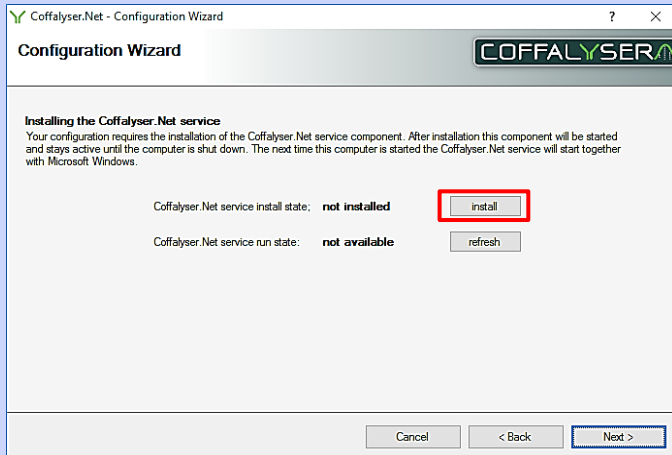 Coffalyser.Net - Configuration Wizard
Configuration Wizard
COFFALYSER
Installing the Coffalyser.Net service
Your configuration requires the installation of the Coffalyser.Net service component. After installation this component will be started
and stays active until the computer is shut down. The next time this computer is started the Coffalyser.Net service will start together
with Microsoft Windows.
Coffalyser.Net service install state; not installed install
Coffalyser.Net service run state: not available refresh
Cancel < Back Next >